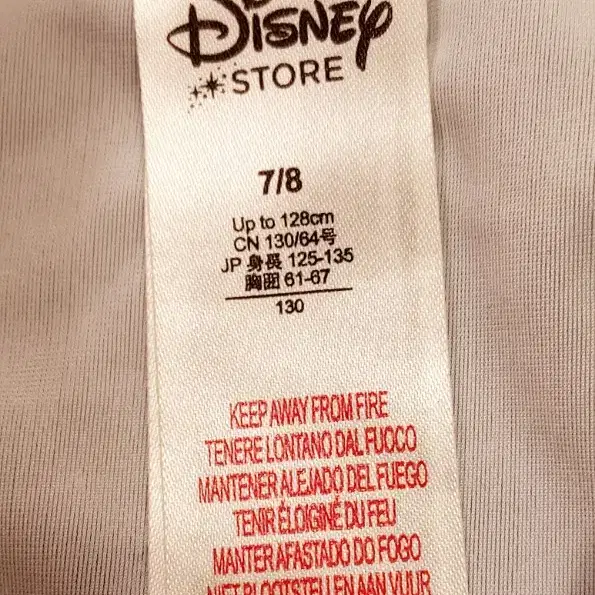 Disney
STORE
7/8
Up to 128cm
CN 130/64号
JP 身長 125-135
胸囲 61-67
130
KEEP AWAY FROM FIRE
TENERE LONTANO DAL FUOCO
MANTENER ALEJADO DEL FUEGO
TENIR ÉLOIGINÉ DU FEU
MANTER AFASTADO DO FOGO
NIET BLOOTSTELLEN AAN VUUR